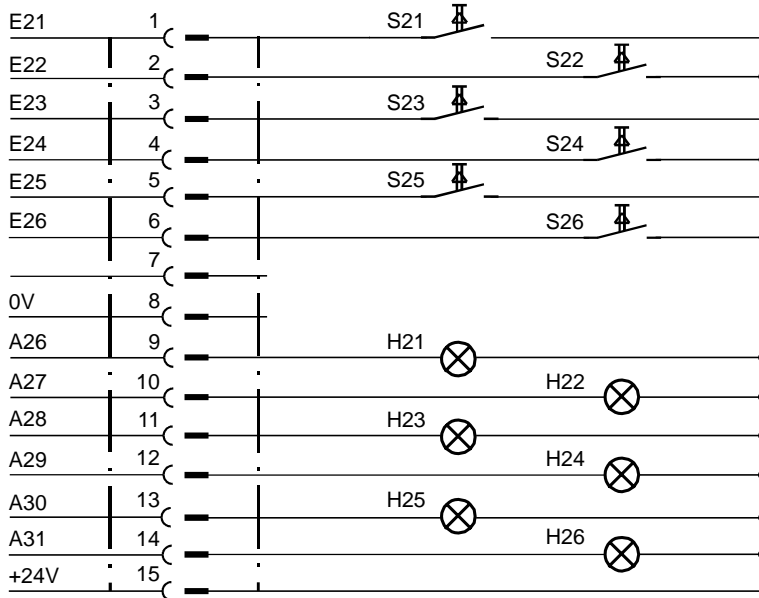 E21 1 S21
E22 2 S22
E23 3 S23
E24 4 S24
E25 5 S25
E26 6 S26
7
0V 8
A26 9 H21
A27 10 H22
A28 11 H23
A29 12 H24
A30 13 H25
A31 14 H26
+24V 15